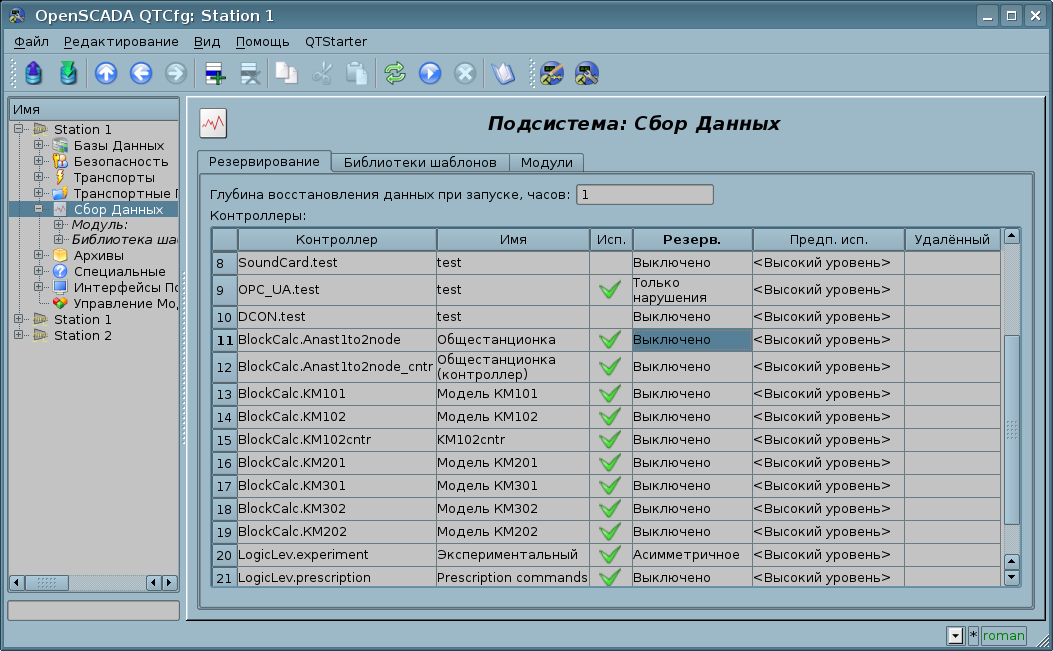 OpenSCADA QTCfg: Station 1
Файл Редактирование Вид Помощь QTStarter
Имя
Station 1
Базы Данных
Безопасность
Транспорты
Транспортные
Сбор Данных
Модуль:
Библиотека ша
Архивы
Специальные
Интерфейсы По
Управление Мо
Station 1
Station 2
Подсистема: Сбор Данных
Резервирование Библиотеки шаблонов Модули
Глубина восстановления данных при запуске, часов: 1
Контроллеры:
Контроллер Имя Исп. Резерв. Предп. исп. Удалённый
8 SoundCard.test test Выключено <Высокий уровень>
9 OPC_UA.test test Только нарушения <Высокий уровень>
10 DCON.test test Выключено <Высокий уровень>
11 BlockCalc.Anast1to2node Общестанционка Выключено <Высокий уровень>
12 BlockCalc.Anast1to2node_cntr Общестанционка (контроллер) Выключено <Высокий уровень>
13 BlockCalc.KM101 Модель КМ101 Выключено <Высокий уровень>
14 BlockCalc.KM102 Модель КМ102 Выключено <Высокий уровень>
15 BlockCalc.KM102cntr KM102cntr Выключено <Высокий уровень>
16 BlockCalc.KM201 Модель КМ201 Выключено <Высокий уровень>
17 BlockCalc.KM301 Модель КМ301 Выключено <Высокий уровень>
18 BlockCalc.KM302 Модель КМ302 Выключено <Высокий уровень>
19 BlockCalc.KM202 Модель КМ202 Выключено <Высокий уровень>
20 LogicLev.experiment Экспериментальный Асимметричное <Высокий уровень>
21 LogicLev.prescription Prescription commands Выключено <Высокий уровень>
* roman